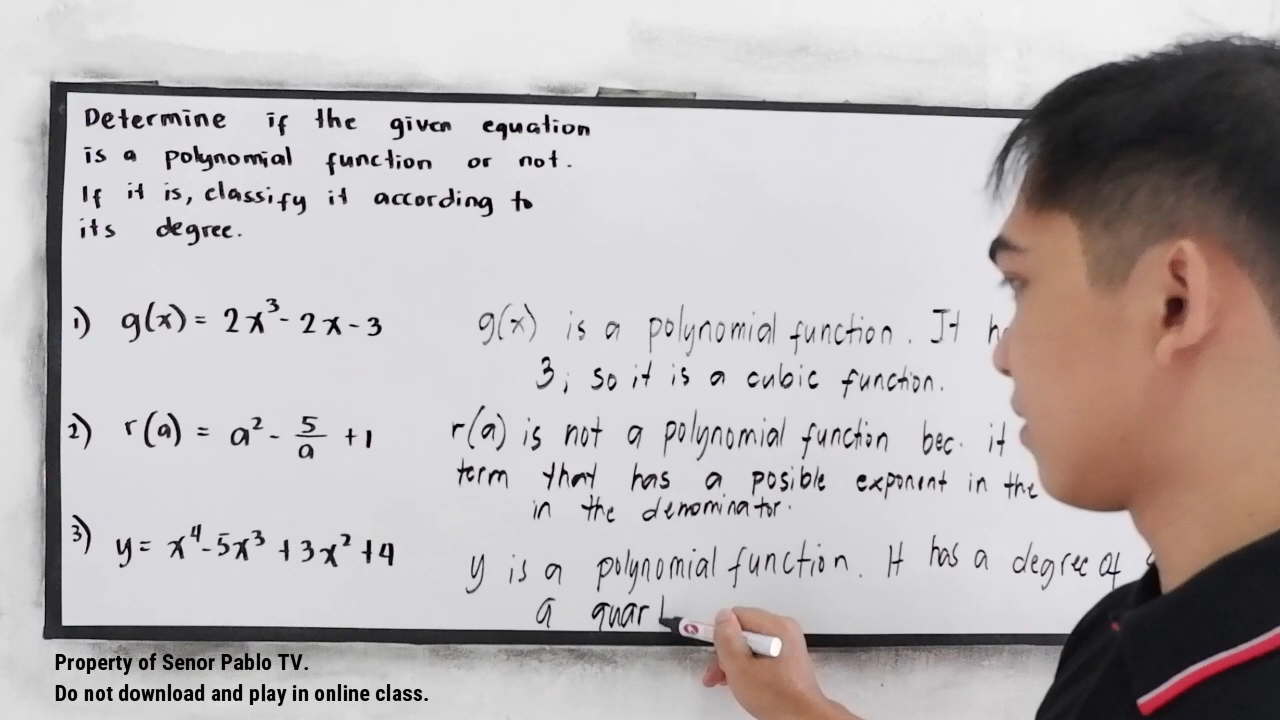 Determine if the given equation
is a polynomial function or not.
If it is, classify it according to
its degree.
1) g(x) = 2x³ - 2x - 3
g(x) is a polynomial function. It
3, so it is a cubic function.
2) r(a) = a² - 5/a + 1
r(a) is not a polynomial function bec. it
term that has a posible exponent in the
in the denominator.
3) y = x⁴ - 5x³ + 3x² + 4
y is a polynomial function. It has a degree of
a quart
Property of Senor Pablo TV.
Do not download and play in online class.